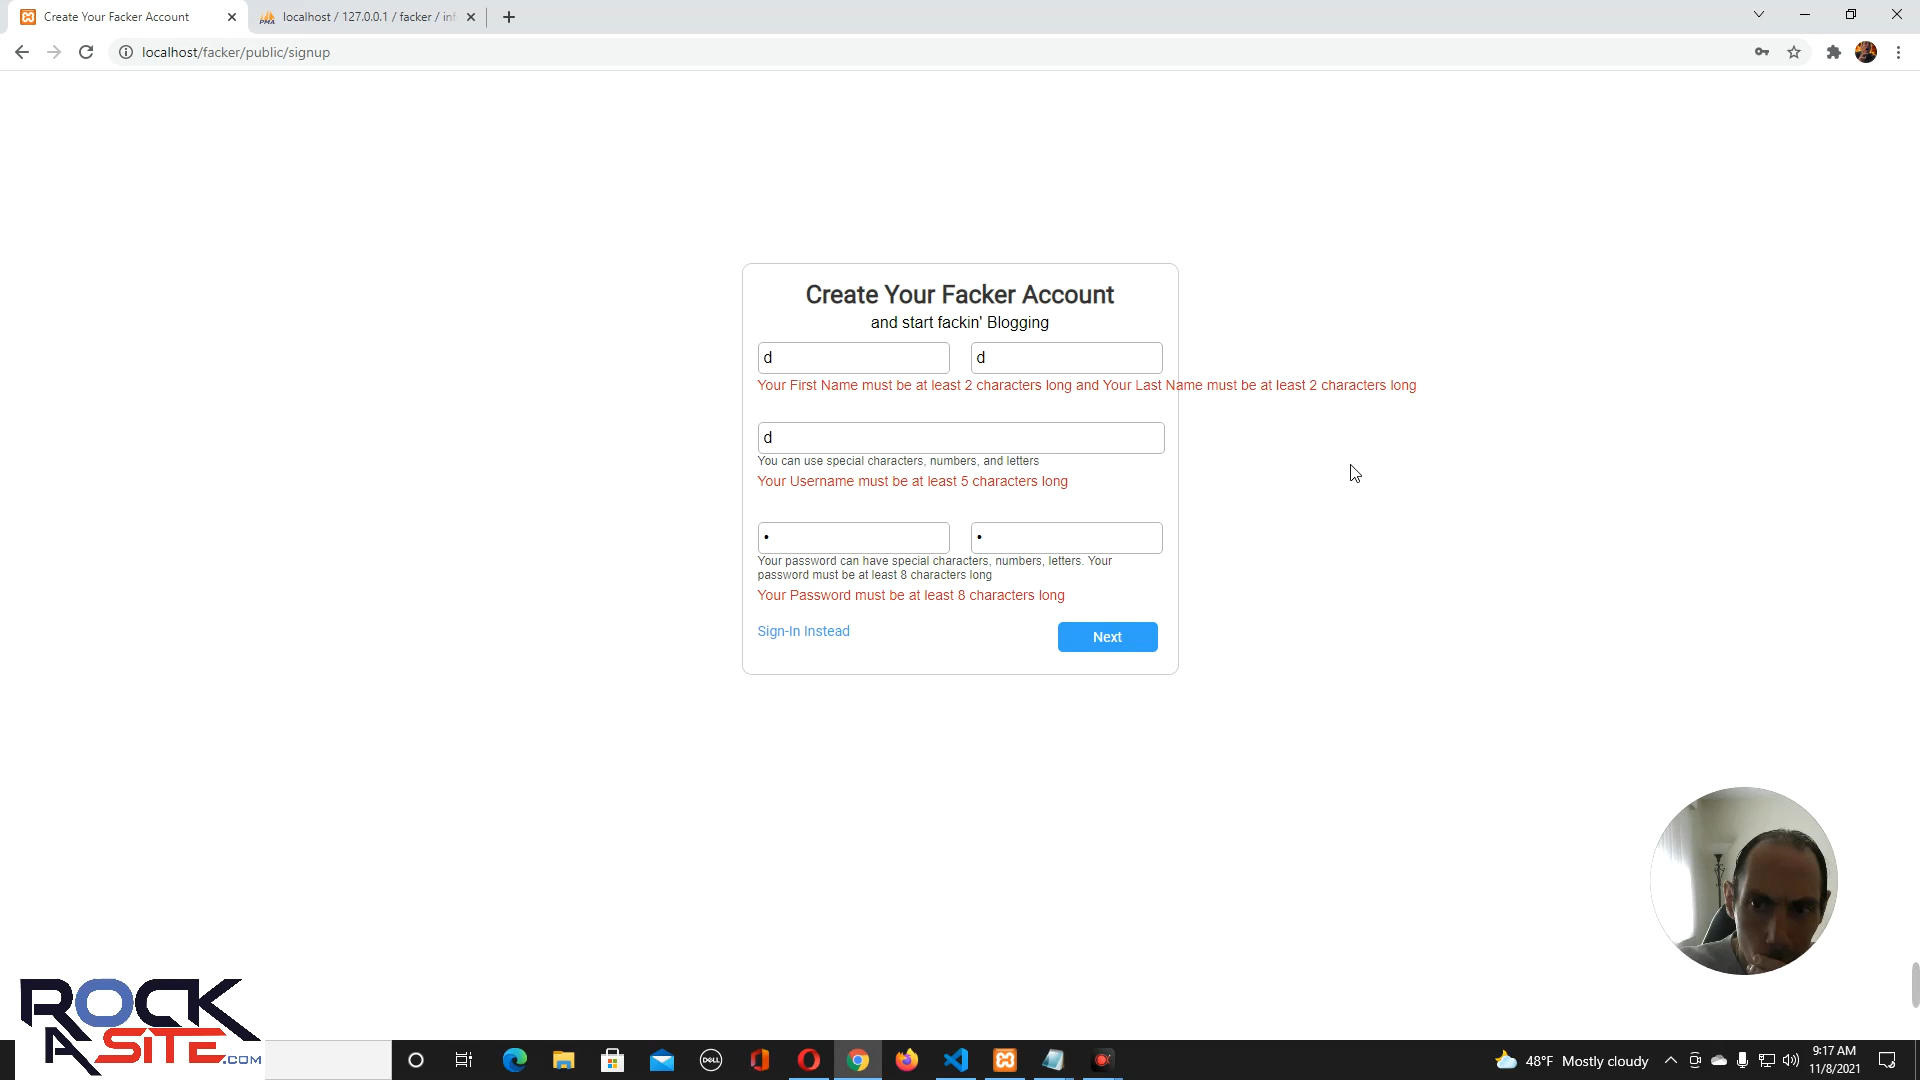 Create Your Facker Account
localhost / 127.0.0.1 / facker / inf
localhost/facker/public/signup
Create Your Facker Account
and start fackin' Blogging
d d
Your First Name must be at least 2 characters long and Your Last Name must be at least 2 characters long
d
You can use special characters, numbers, and letters
Your Username must be at least 5 characters long
• •
Your password can have special characters, numbers, letters. Your
password must be at least 8 characters long
Your Password must be at least 8 characters long
Sign-In Instead Next
ROCK
A SITE.COM
DELL
48°F Mostly cloudy
9:17 AM
11/8/2021